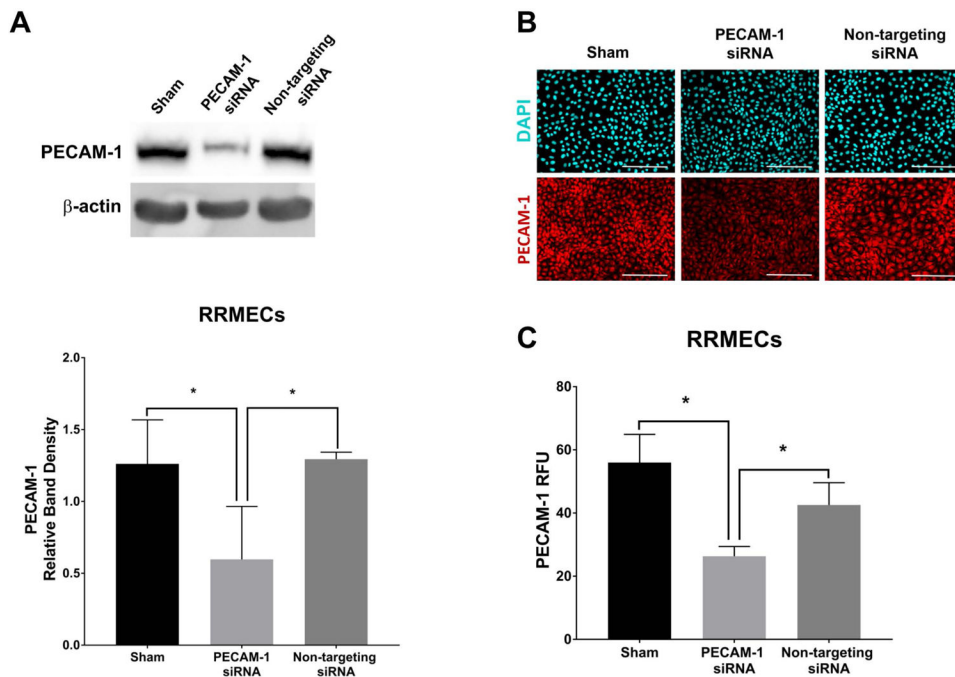 A
Sham
PECAM-1
siRNA
Non-targeting
siRNA
PECAM-1
β-actin
RRMECs
PECAM-1
Relative Band Density
2.0
1.5
1.0
0.5
0.0
*
*
Sham
PECAM-1
siRNA
Non-targeting
siRNA
B
Sham
PECAM-1
siRNA
Non-targeting
siRNA
DAPI
PECAM-1
C
RRMECs
PECAM-1 RFU
80
60
40
20
0
*
*
Sham
PECAM-1
siRNA
Non-targeting
siRNA